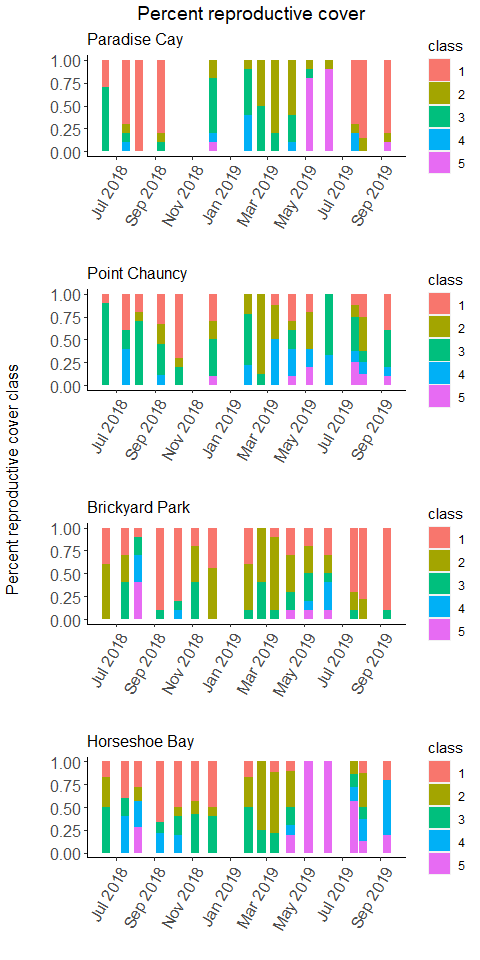 Percent reproductive cover
Percent reproductive cover class
Paradise Cay
1.00
0.75
0.50
0.25
0.00
Jul 2018
Sep 2018
Nov 2018
Jan 2019
Mar 2019
May 2019
Jul 2019
Sep 2019
class
1
2
3
4
5
Point Chauncy
1.00
0.75
0.50
0.25
0.00
Jul 2018
Sep 2018
Nov 2018
Jan 2019
Mar 2019
May 2019
Jul 2019
Sep 2019
class
1
2
3
4
5
Brickyard Park
1.00
0.75
0.50
0.25
0.00
Jul 2018
Sep 2018
Nov 2018
Jan 2019
Mar 2019
May 2019
Jul 2019
Sep 2019
class
1
2
3
4
5
Horseshoe Bay
1.00
0.75
0.50
0.25
0.00
Jul 2018
Sep 2018
Nov 2018
Jan 2019
Mar 2019
May 2019
Jul 2019
Sep 2019
class
1
2
3
4
5